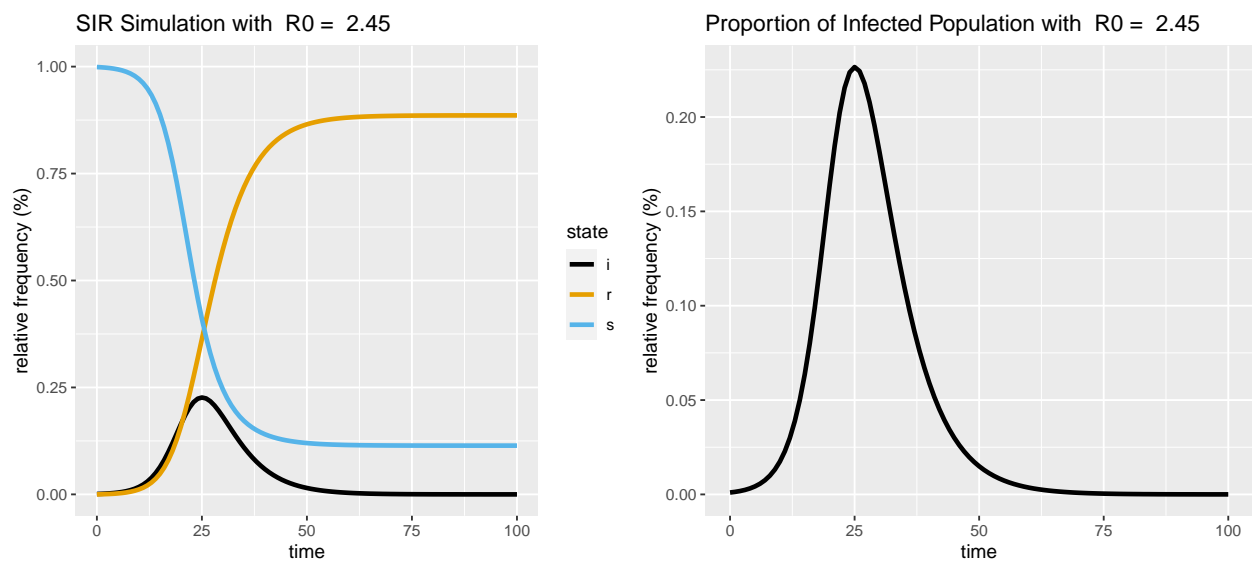 SIR Simulation with  R0 =  2.45
relative frequency (%)
1.00
0.75
0.50
0.25
0.00
0
25
50
75
100
time
state
i
r
s
Proportion of Infected Population with  R0 =  2.45
relative frequency (%)
0.20
0.15
0.10
0.05
0.00
0
25
50
75
100
time